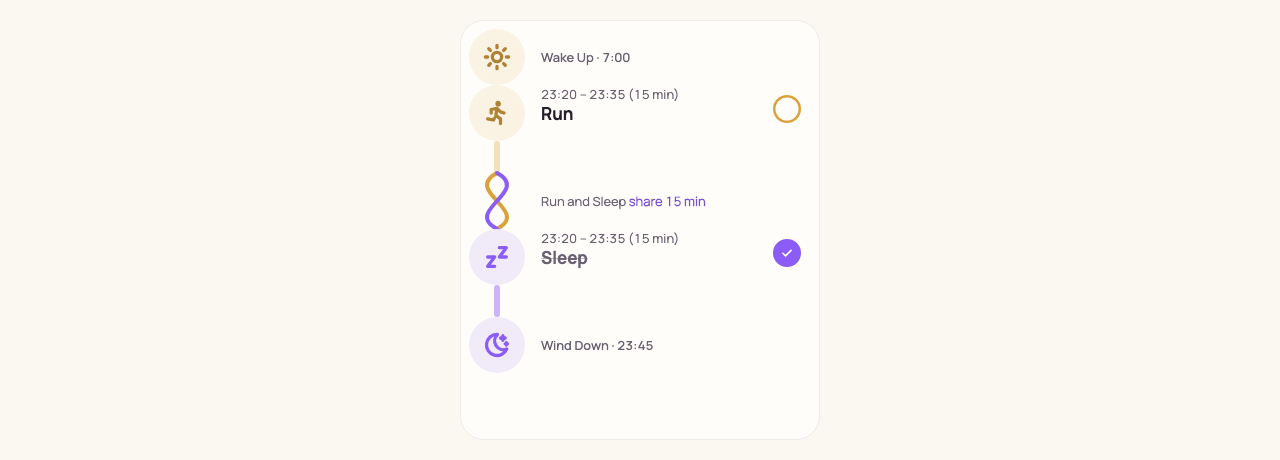 Wake Up · 7:00
23:20 – 23:35 (15 min)
Run
Run and Sleep share 15 min
23:20 – 23:35 (15 min)
Sleep
Wind Down · 23:45